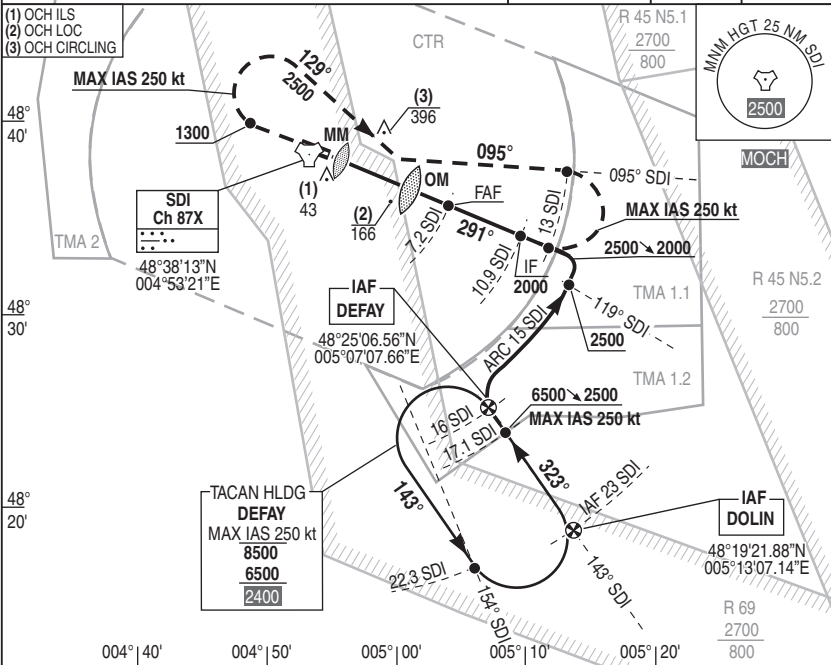 (1) OCH ILS
(2) OCH LOC
(3) OCH CIRCLING
R 45 N5.1
2700
800
MNM HGT 25 NM SDI
2500
CTR
MAX IAS 250 kt
129°
2500
(3)
396
48°
40'
1300
MM
095°
MOCH
095° SDI
OM
(1)
43
FAF
(2)
166
7.2 SDI
291°
13 SDI
MAX IAS 250 kt
SDI
Ch 87X
TMA 2
10.9 SDI
IF
2000
2500 ↘ 2000
48°38'13”N
004°53'21”E
IAF
DEFAY
TMA 1.1
R 45 N5.2
2700
800
48°
30'
119° SDI
48°25'06.56”N
005°07'07.66”E
ARC 15 SDI
2500
TMA 1.2
6500 ↘ 2500
MAX IAS 250 kt
16 SDI
17.1 SDI
323°
143°
TACAN HLDG
DEFAY
MAX IAS 250 kt
8500
6500
2400
IAF 23 SDI
IAF
DOLIN
48°19'21.88”N
005°13'07.14”E
48°
20'
22.3 SDI
154° SDI
143° SDI
R 69
2700
800
004° 40'
004° 50'
005° 00'
005° 10'
005° 20'